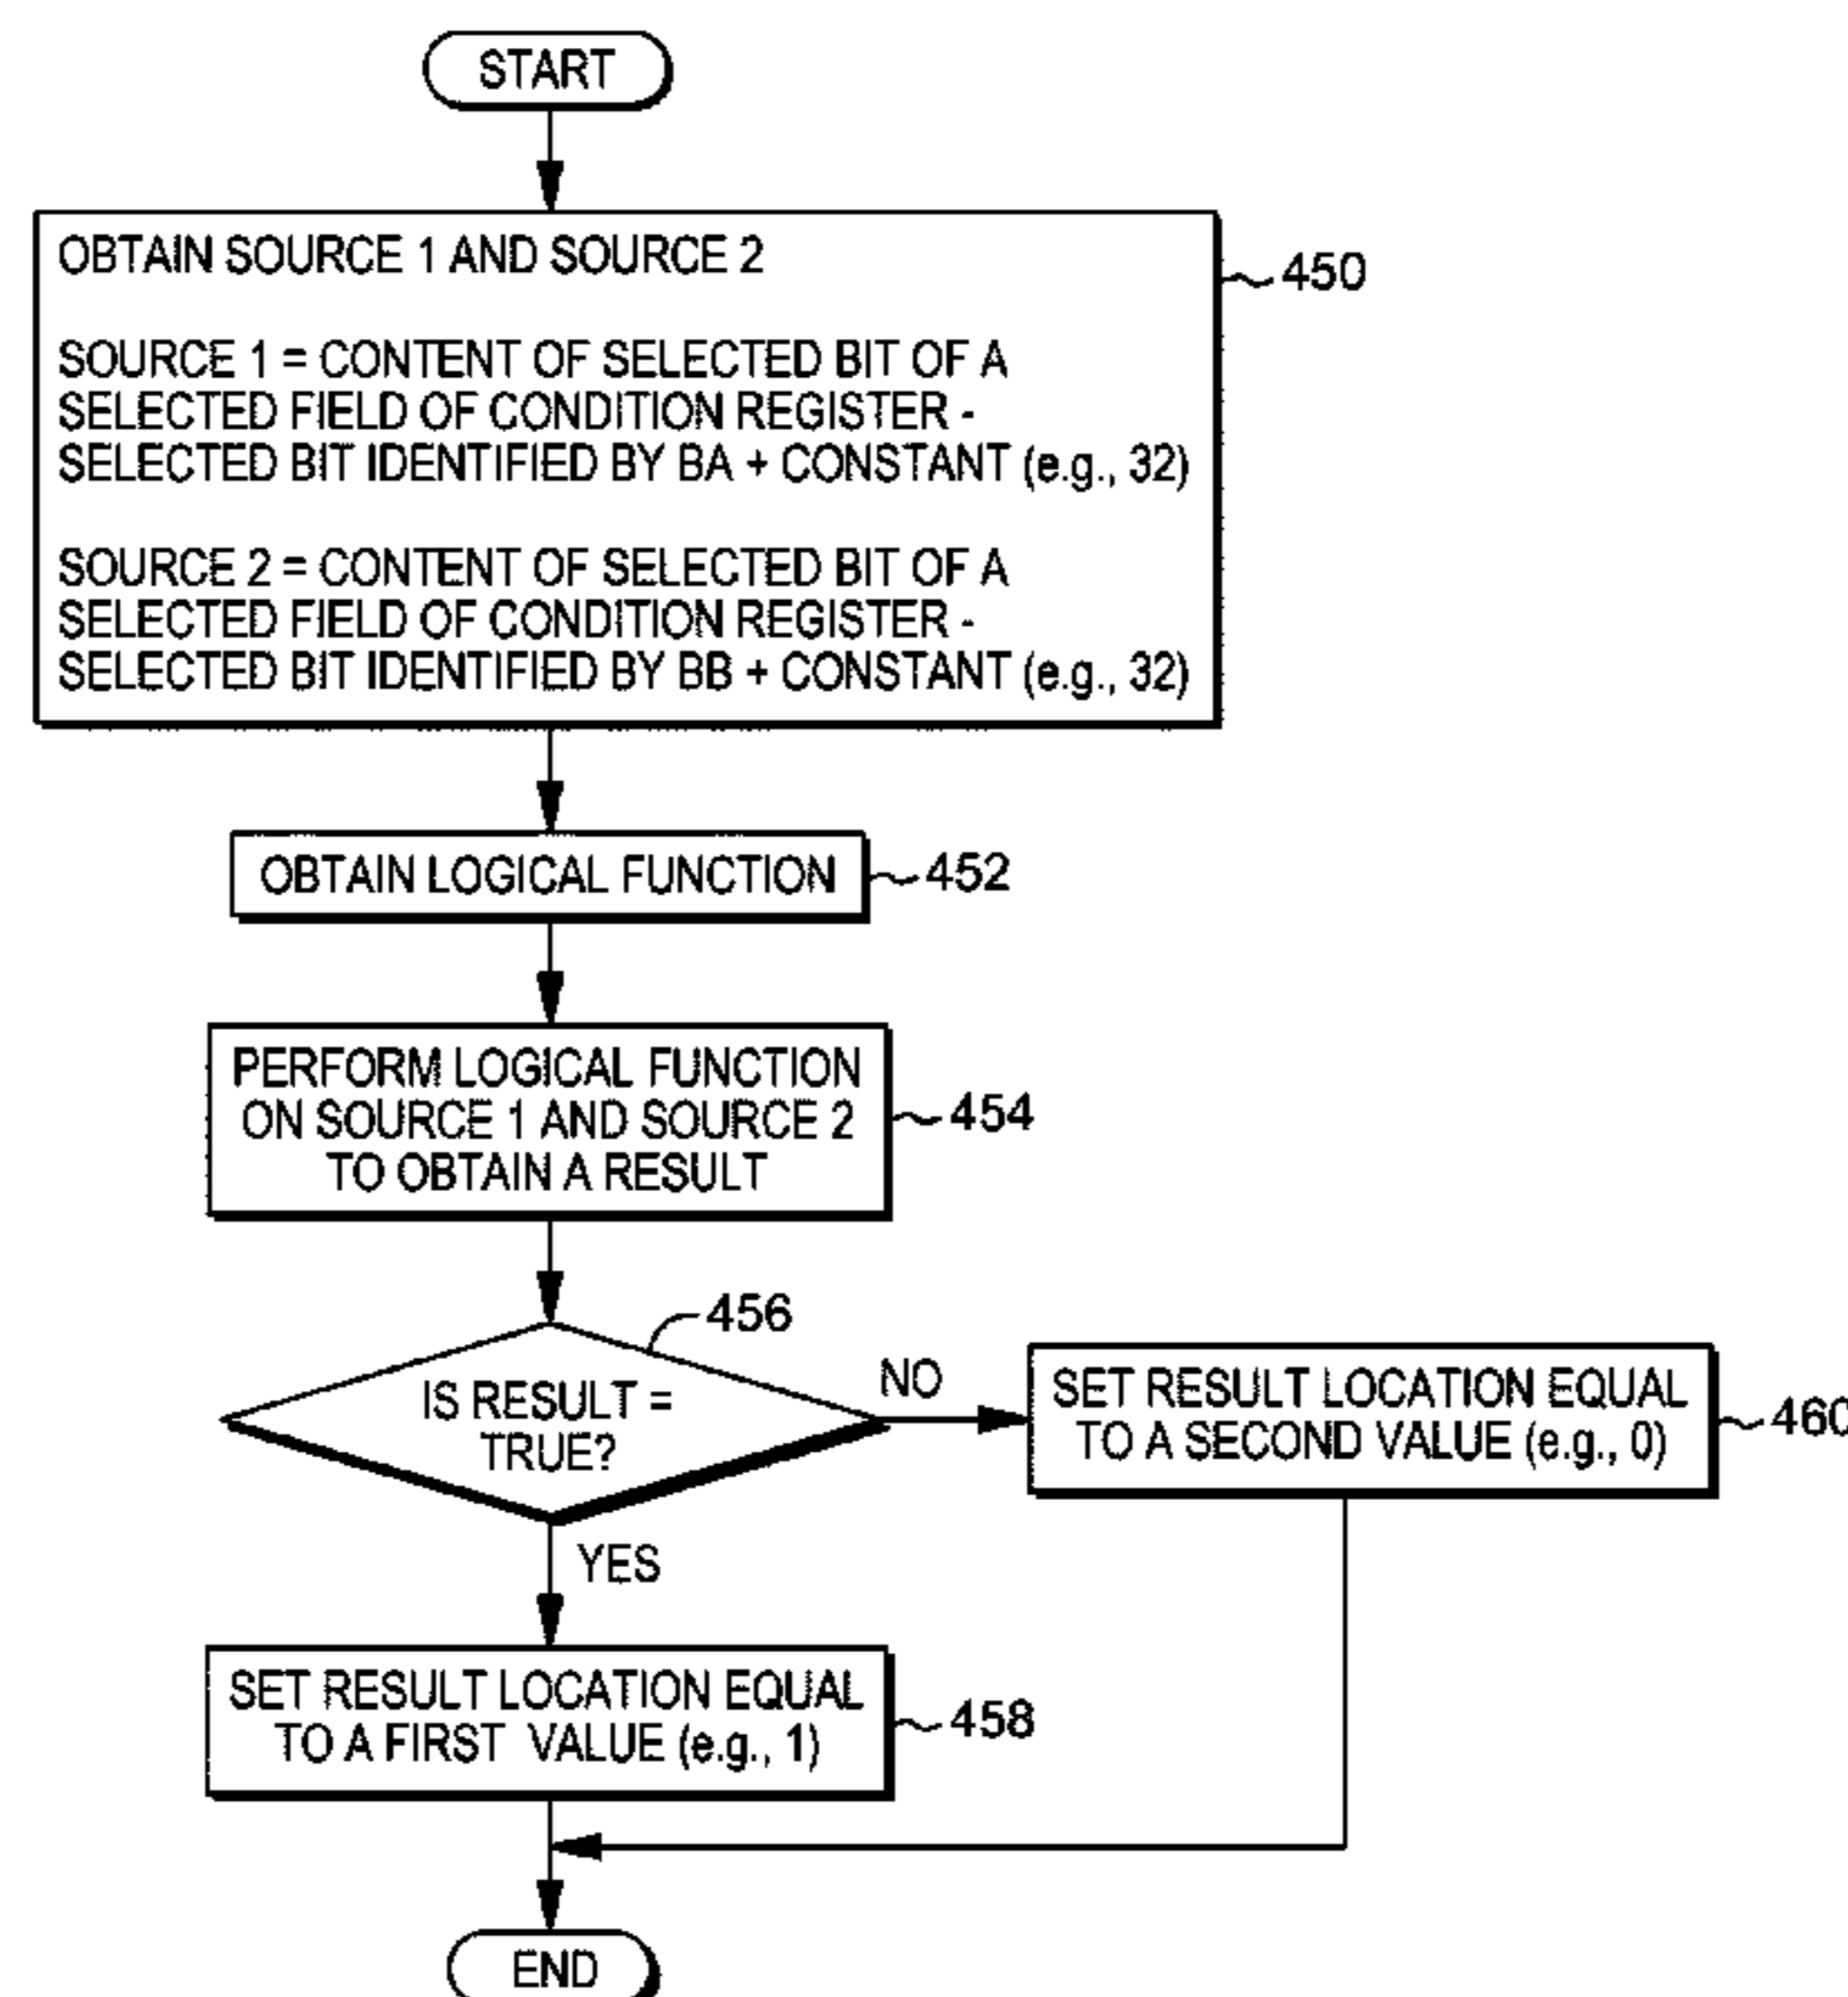 START
OBTAIN SOURCE 1 AND SOURCE 2
450
SOURCE 1 = CONTENT OF SELECTED BIT OF A
SELECTED FIELD OF CONDITION REGISTER -
SELECTED BIT IDENTIFIED BY BA + CONSTANT (e.g., 32)
SOURCE 2 = CONTENT OF SELECTED BIT OF A
SELECTED FIELD OF CONDITION REGISTER -
SELECTED BIT IDENTIFIED BY BB + CONSTANT (e.g., 32)
OBTAIN LOGICAL FUNCTION
452
PERFORM LOGICAL FUNCTION
ON SOURCE 1 AND SOURCE 2
TO OBTAIN A RESULT
454
456
IS RESULT =
TRUE?
NO
SET RESULT LOCATION EQUAL
TO A SECOND VALUE (e.g., 0)
460
YES
SET RESULT LOCATION EQUAL
TO A FIRST VALUE (e.g., 1)
458
END